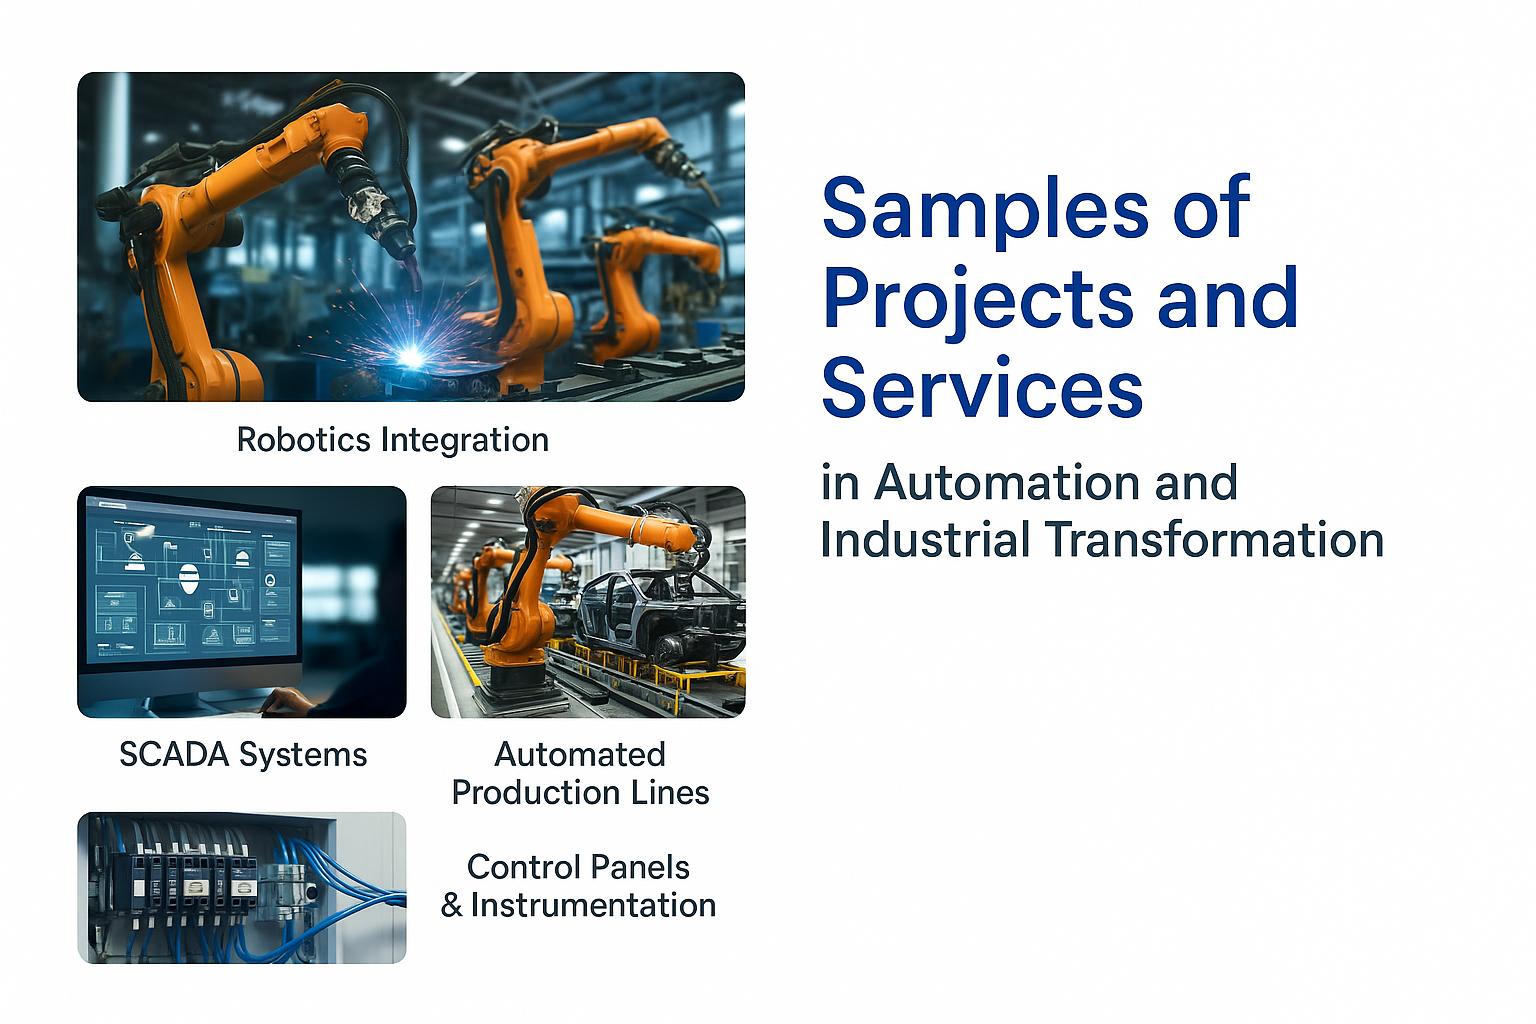 Samples of
Projects and
Services
in Automation and
Industrial Transformation
Robotics Integration
SCADA Systems
Automated
Production Lines
Control Panels
& Instrumentation